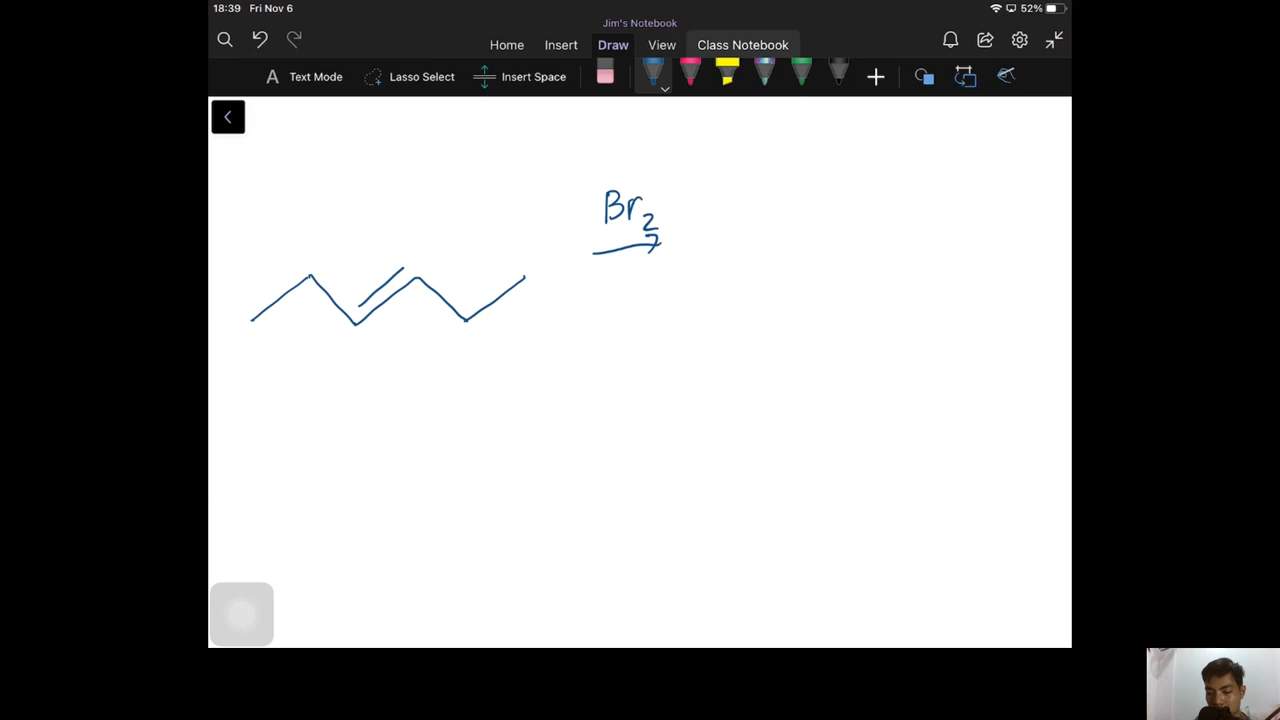 18:39 Fri Nov 6
52%
Jim's Notebook
Home Insert Draw View Class Notebook
A Text Mode Lasso Select Insert Space
Br2